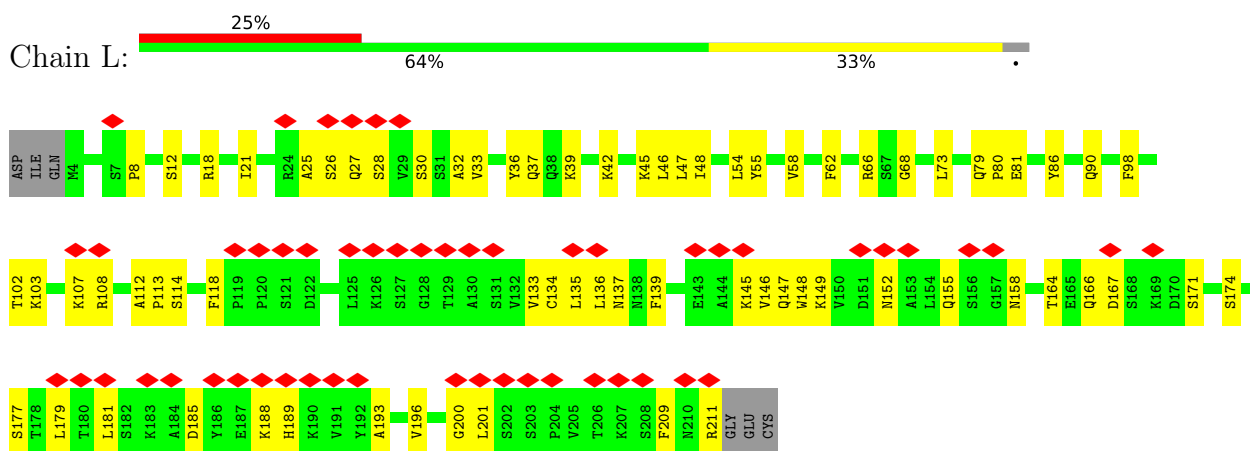 25%
Chain L:
64% 33% •
ASP ILE GLN M4 S7 P8 S12 R18 I21 R24 A25 S26 Q27 S28 V29 S30 S31 A32 V33 Y36 Q37 Q38 K39 K42 K45 L46 L47 I48 L54 Y55 V58 F62 R66 S67 G68 L73 Q79 P80 E81 Y86 Q90 F98
T102 K103 K107 R108 A112 P113 S114 F118 P119 P120 S121 D122 L125 K126 S127 G128 T129 A130 S131 V132 V133 C134 L135 L136 N137 N138 F139 E143 A144 K145 V146 Q147 W148 K149 V150 D151 N152 A153 L154 Q155 S156 G157 N158 T164 E165 Q166 D167 S168 K169 D170 S171 S174
S177 T178 L179 T180 L181 S182 K183 A184 D185 Y186 E187 K188 H189 K190 V191 Y192 A193 V196 G200 L201 S202 S203 P204 V205 T206 K207 S208 F209 N210 R211 GLY GLU CYS